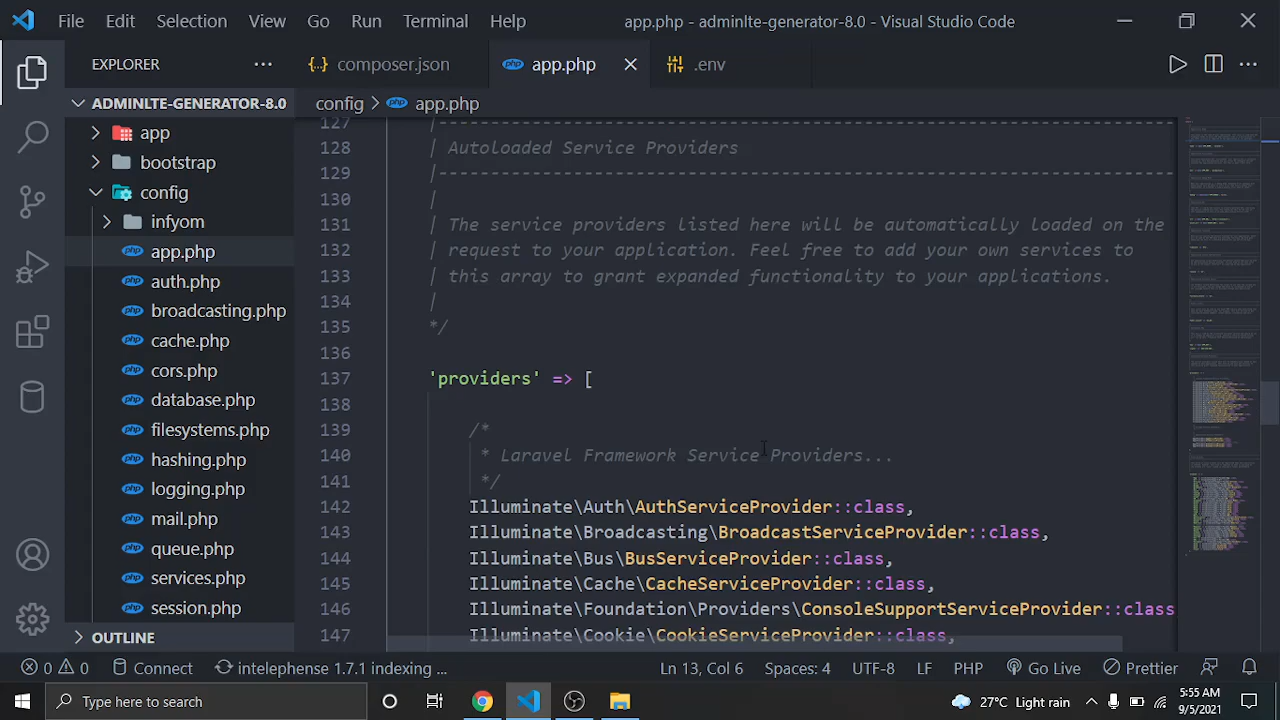 File Edit Selection View Go Run Terminal Help app.php - adminlte-generator-8.0 - Visual Studio Code
EXPLORER
composer.json
app.php
.env
ADMINLTE-GENERATOR-8.0
config > app.php
app
bootstrap
config
infyom
app.php
auth.php
broadcasting.php
cache.php
cors.php
database.php
filesystems.php
hashing.php
logging.php
mail.php
queue.php
services.php
session.php
OUTLINE
127 |--------------------------------------------------------------------------
128 | Autoloaded Service Providers
129 |--------------------------------------------------------------------------
130 |
131 | The service providers listed here will be automatically loaded on the
132 | request to your application. Feel free to add your own services to
133 | this array to grant expanded functionality to your applications.
134 |
135 */
136
137 'providers' => [
138
139 /*
140 * Laravel Framework Service Providers...
141 */
142 Illuminate\Auth\AuthServiceProvider::class,
143 Illuminate\Broadcasting\BroadcastServiceProvider::class,
144 Illuminate\Bus\BusServiceProvider::class,
145 Illuminate\Cache\CacheServiceProvider::class,
146 Illuminate\Foundation\Providers\ConsoleSupportServiceProvider::class
147 Illuminate\Cookie\CookieServiceProvider::class,
0 0 Connect intelephense 1.7.1 indexing ... Ln 13, Col 6 Spaces: 4 UTF-8 LF PHP Go Live Prettier
Type here to search
27°C Light rain
5:55 AM
9/5/2021